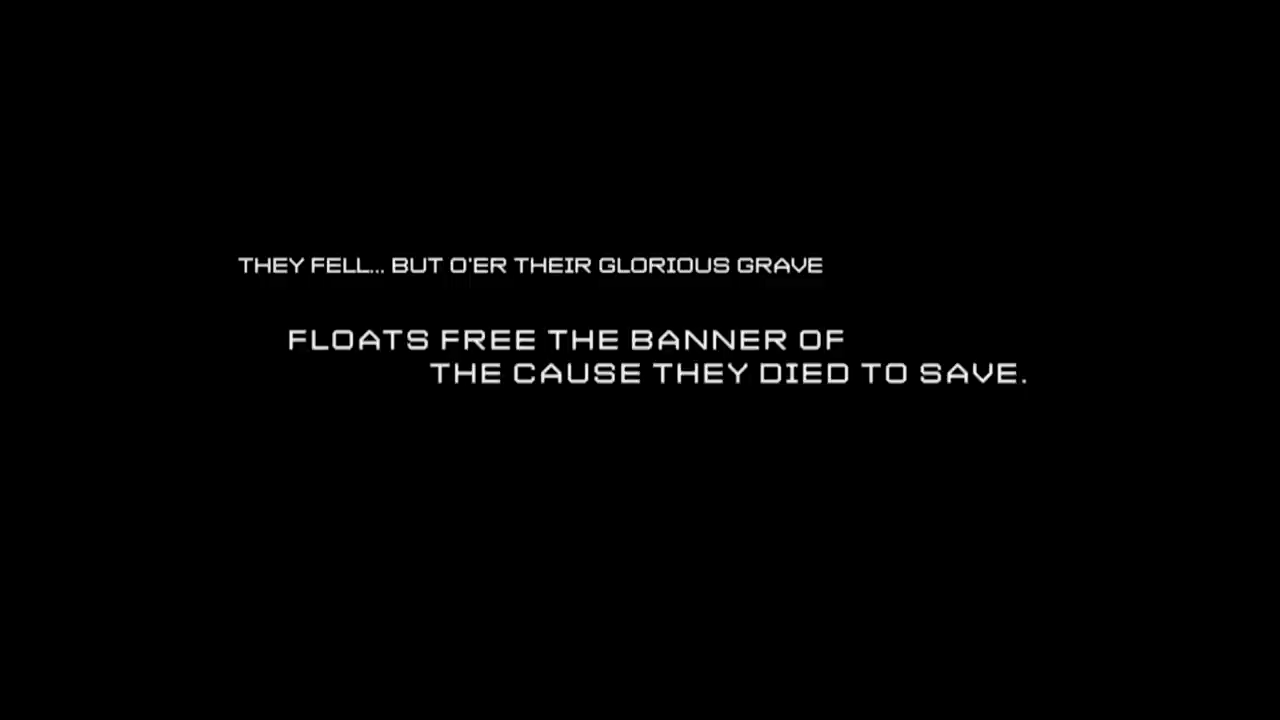 THEY FELL... BUT O'ER THEIR GLORIOUS GRAVE
FLOATS FREE THE BANNER OF
THE CAUSE THEY DIED TO SAVE.